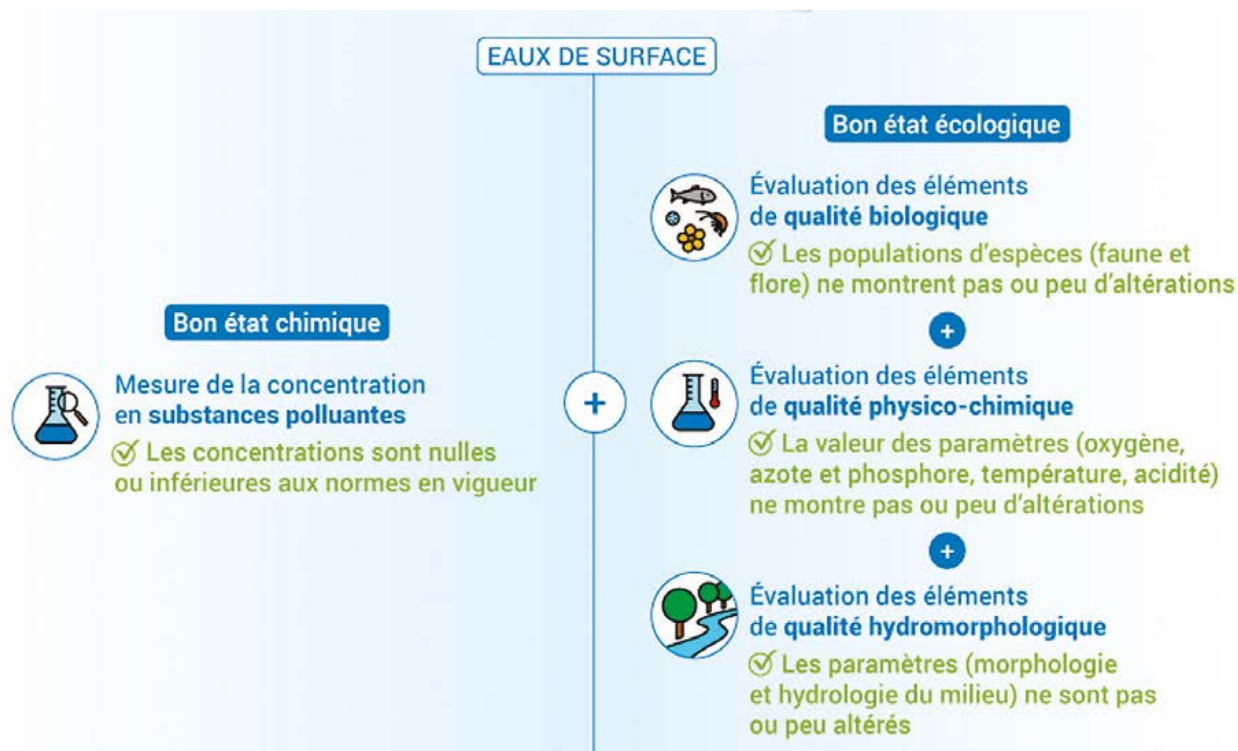 EAUX DE SURFACE
Bon état chimique
Mesure de la concentration
en substances polluantes
Les concentrations sont nulles
ou inférieures aux normes en vigueur
+
Bon état écologique
Évaluation des éléments
de qualité biologique
Les populations d'espèces (faune et
flore) ne montrent pas ou peu d'altérations
+
Évaluation des éléments
de qualité physico-chimique
La valeur des paramètres (oxygène,
azote et phosphore, température, acidité)
ne montre pas ou peu d'altérations
+
Évaluation des éléments
de qualité hydromorphologique
Les paramètres (morphologie
et hydrologie du milieu) ne sont pas
ou peu altérés